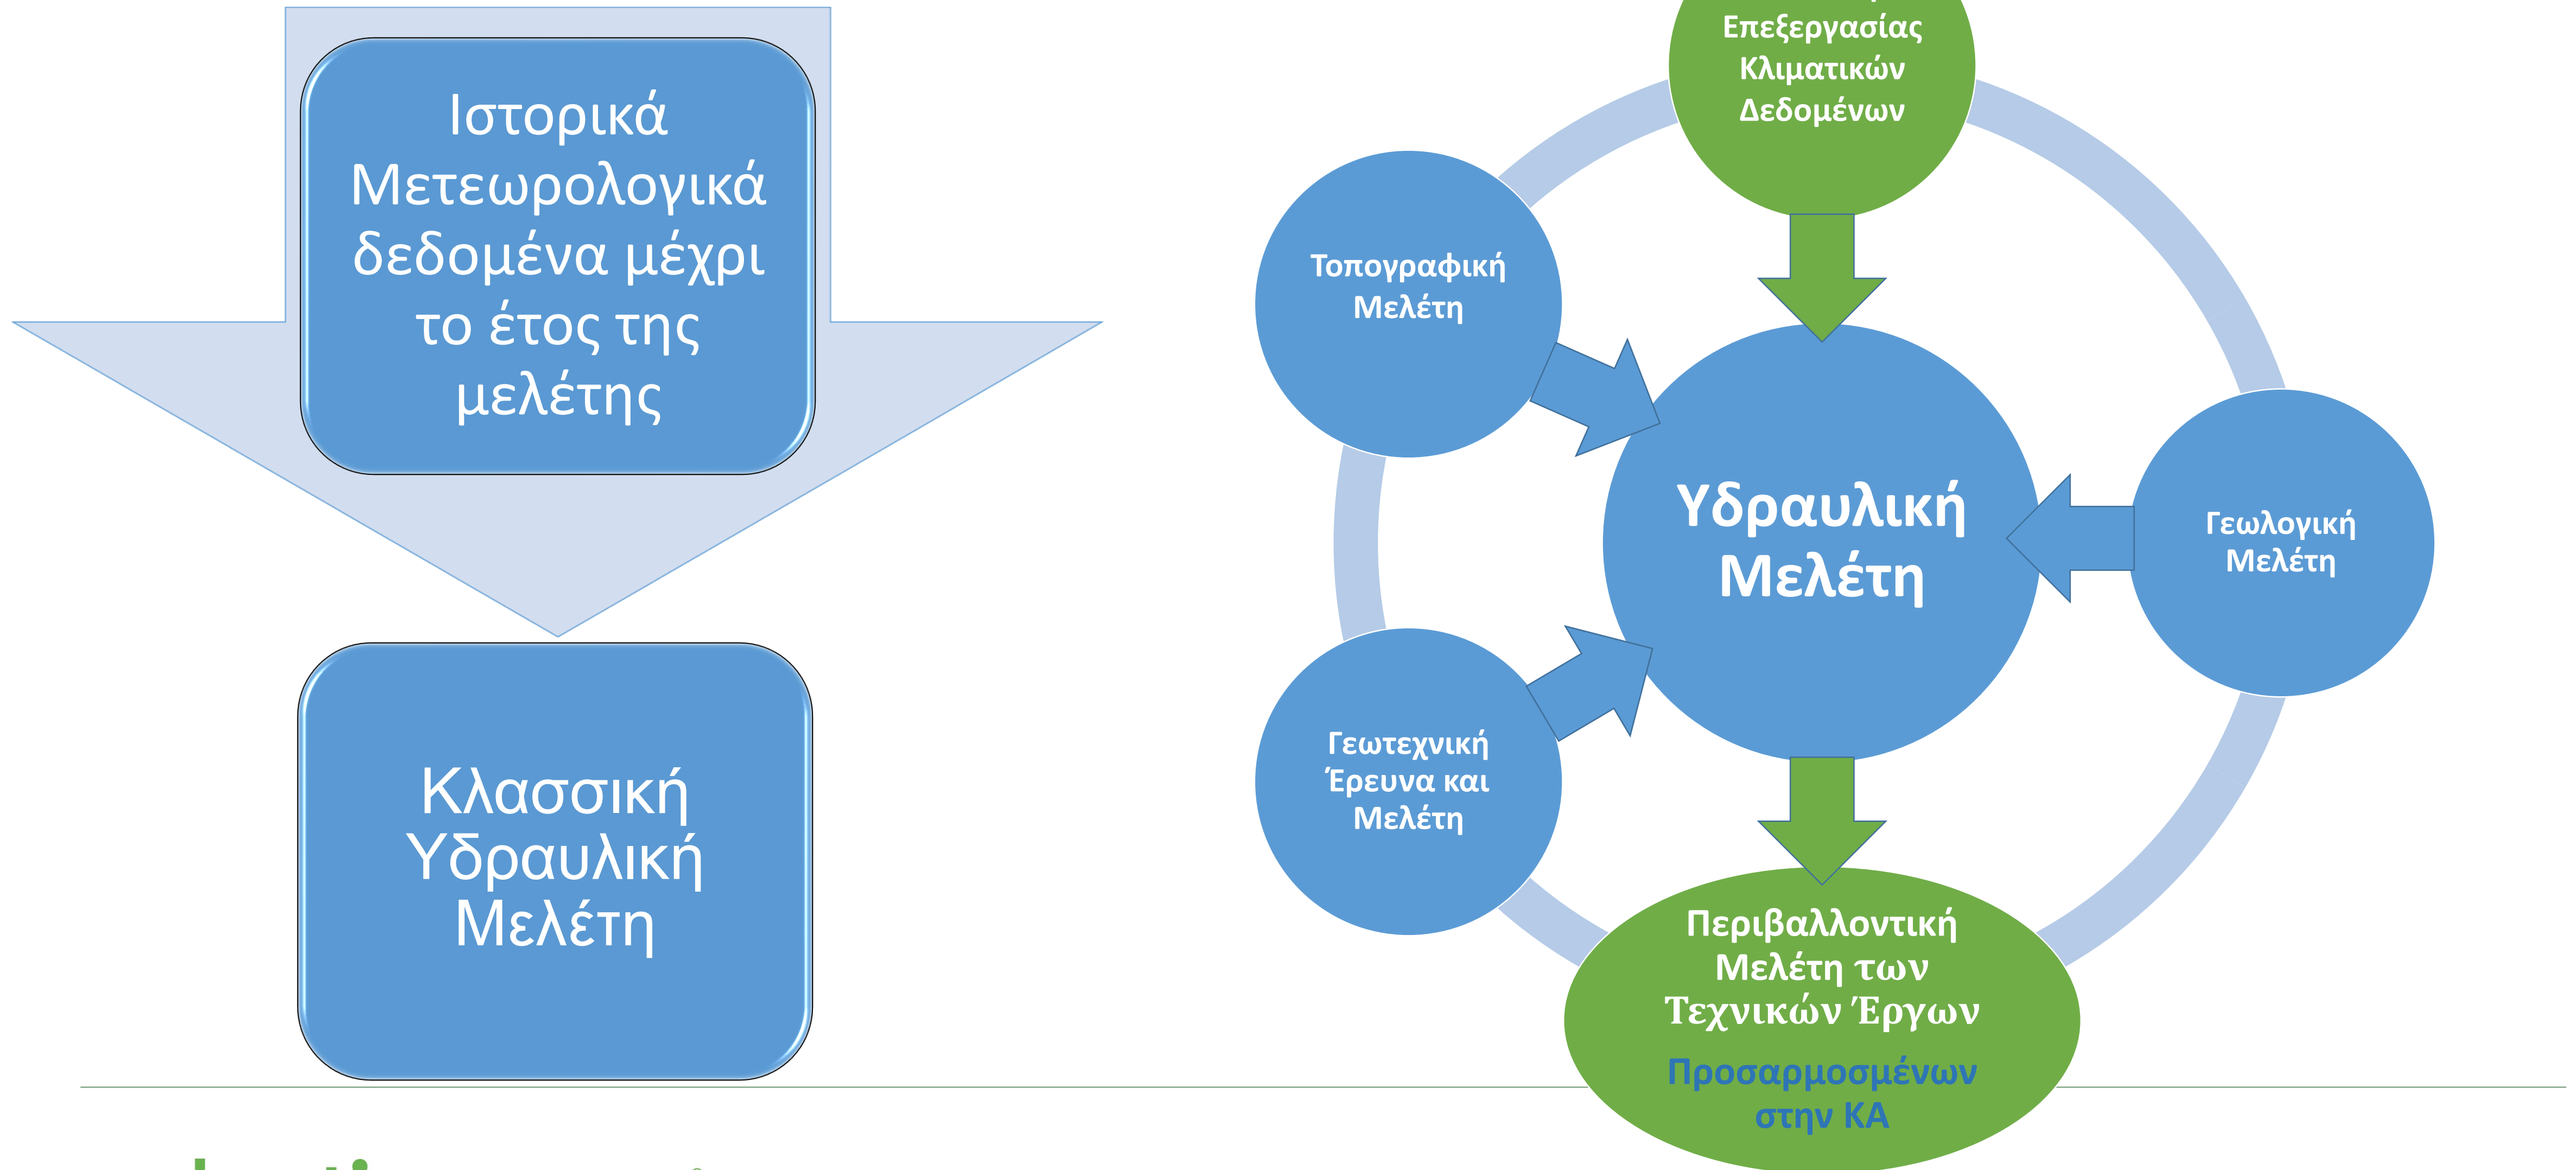 Ιστορικά
Μετεωρολογικά
δεδομένα μέχρι
το έτος της
μελέτης
Κλασσική
Υδραυλική
Μελέτη
Επεξεργασίας
Κλιματικών
Δεδομένων
Τοπογραφική
Μελέτη
Υδραυλική
Μελέτη
Γεωλογική
Μελέτη
Γεωτεχνική
Έρευνα και
Μελέτη
Περιβαλλοντική
Μελέτη των
Τεχνικών Έργων
Προσαρμοσμένων
στην ΚΑ